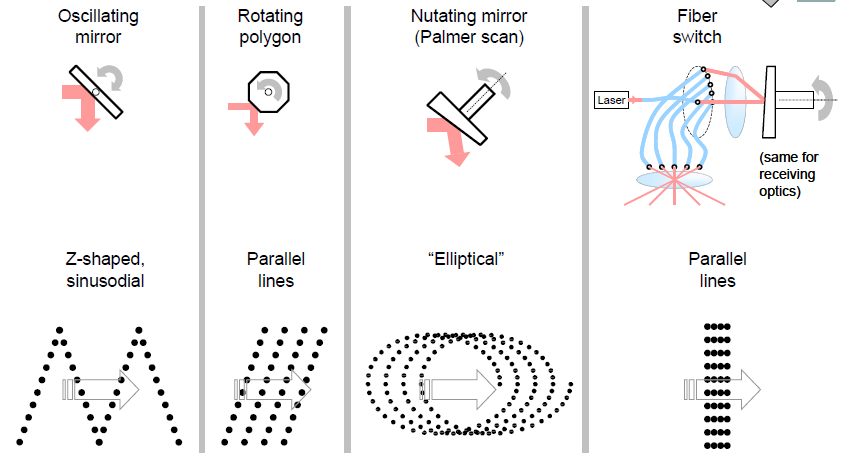 Oscillating
mirror
Rotating
polygon
Nutating mirror
(Palmer scan)
Fiber
switch
Laser
(same for
receiving
optics)
Z-shaped,
sinusodial
Parallel
lines
“Elliptical”
Parallel
lines